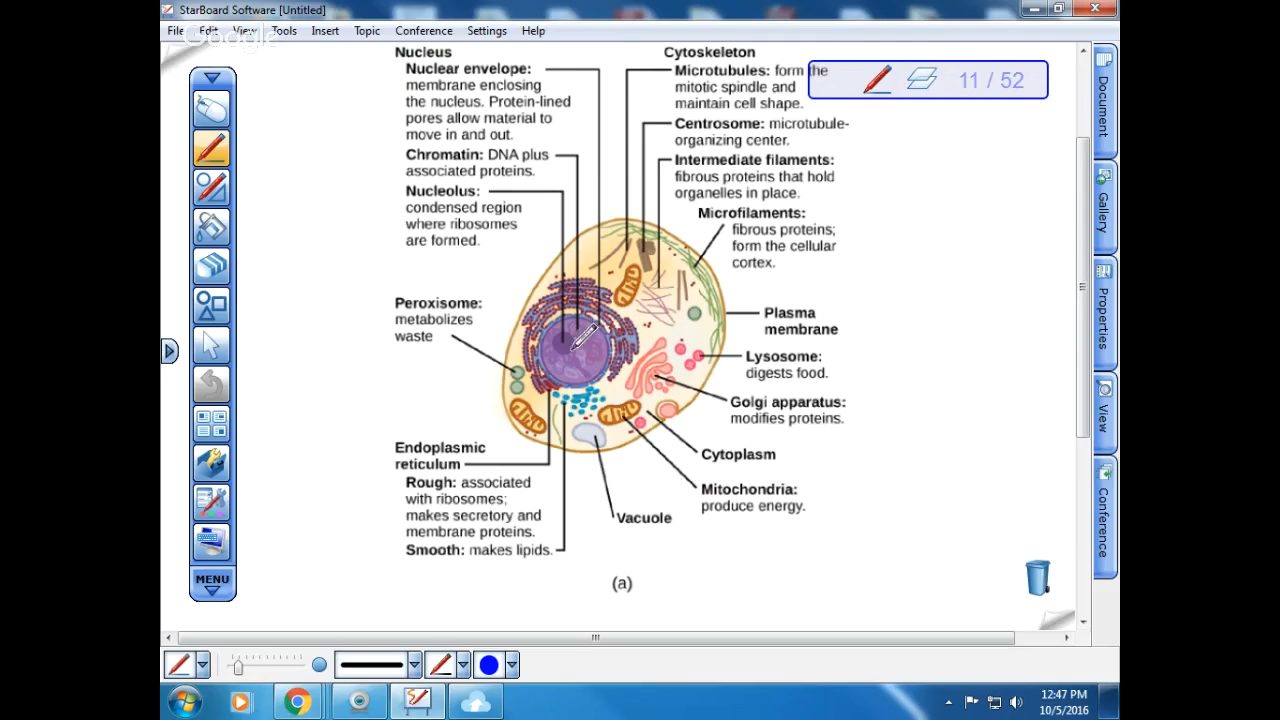 StarBoard Software [Untitled]
File Edit View Tools Insert Topic Conference Settings Help
Google
Nucleus
Nuclear envelope:
membrane enclosing
the nucleus. Protein-lined
pores allow material to
move in and out.
Chromatin: DNA plus
associated proteins.
Nucleolus:
condensed region
where ribosomes
are formed.
Peroxisome:
metabolizes
waste
Endoplasmic
reticulum
Rough: associated
with ribosomes;
makes secretory and
membrane proteins.
Smooth: makes lipids.
Cytoskeleton
Microtubules: form the
mitotic spindle and
maintain cell shape.
Centrosome: microtubule-
organizing center.
Intermediate filaments:
fibrous proteins that hold
organelles in place.
Microfilaments:
fibrous proteins;
form the cellular
cortex.
Plasma
membrane
Lysosome:
digests food.
Golgi apparatus:
modifies proteins.
Cytoplasm
Mitochondria:
produce energy.
Vacuole
(a)
11 / 52
Document
Gallery
Properties
View
Conference
MENU
12:47 PM
10/5/2016